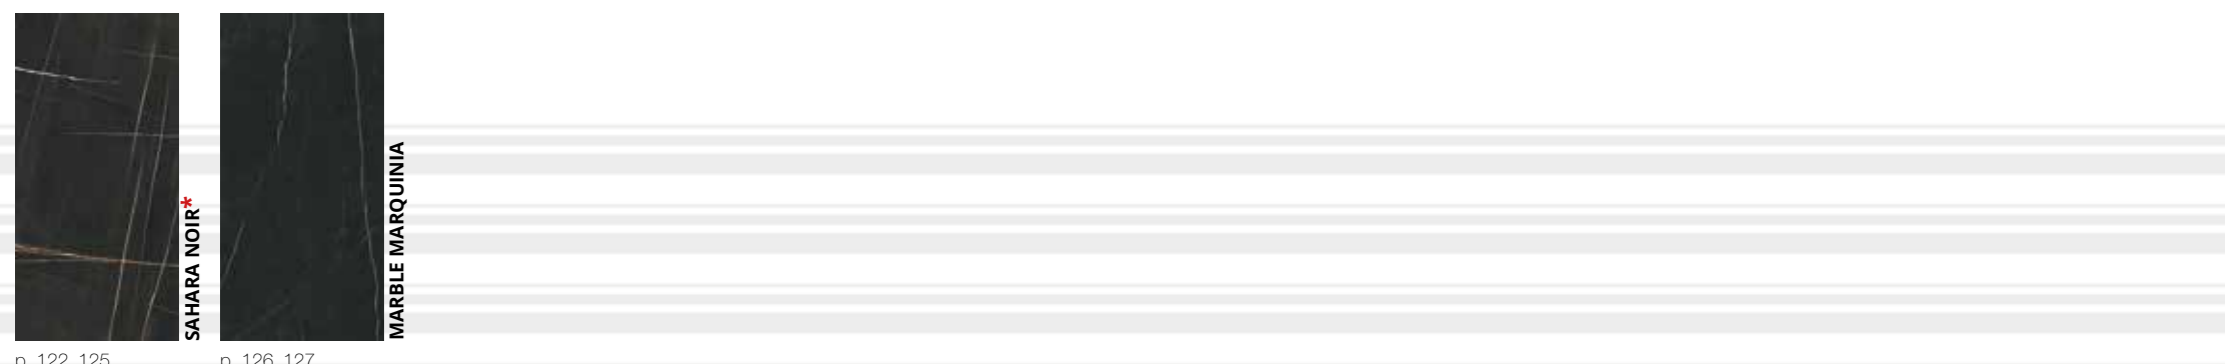 SAHARA NOIR*
MARBLE MARQUINIA
p. 122, 125
p. 126, 127